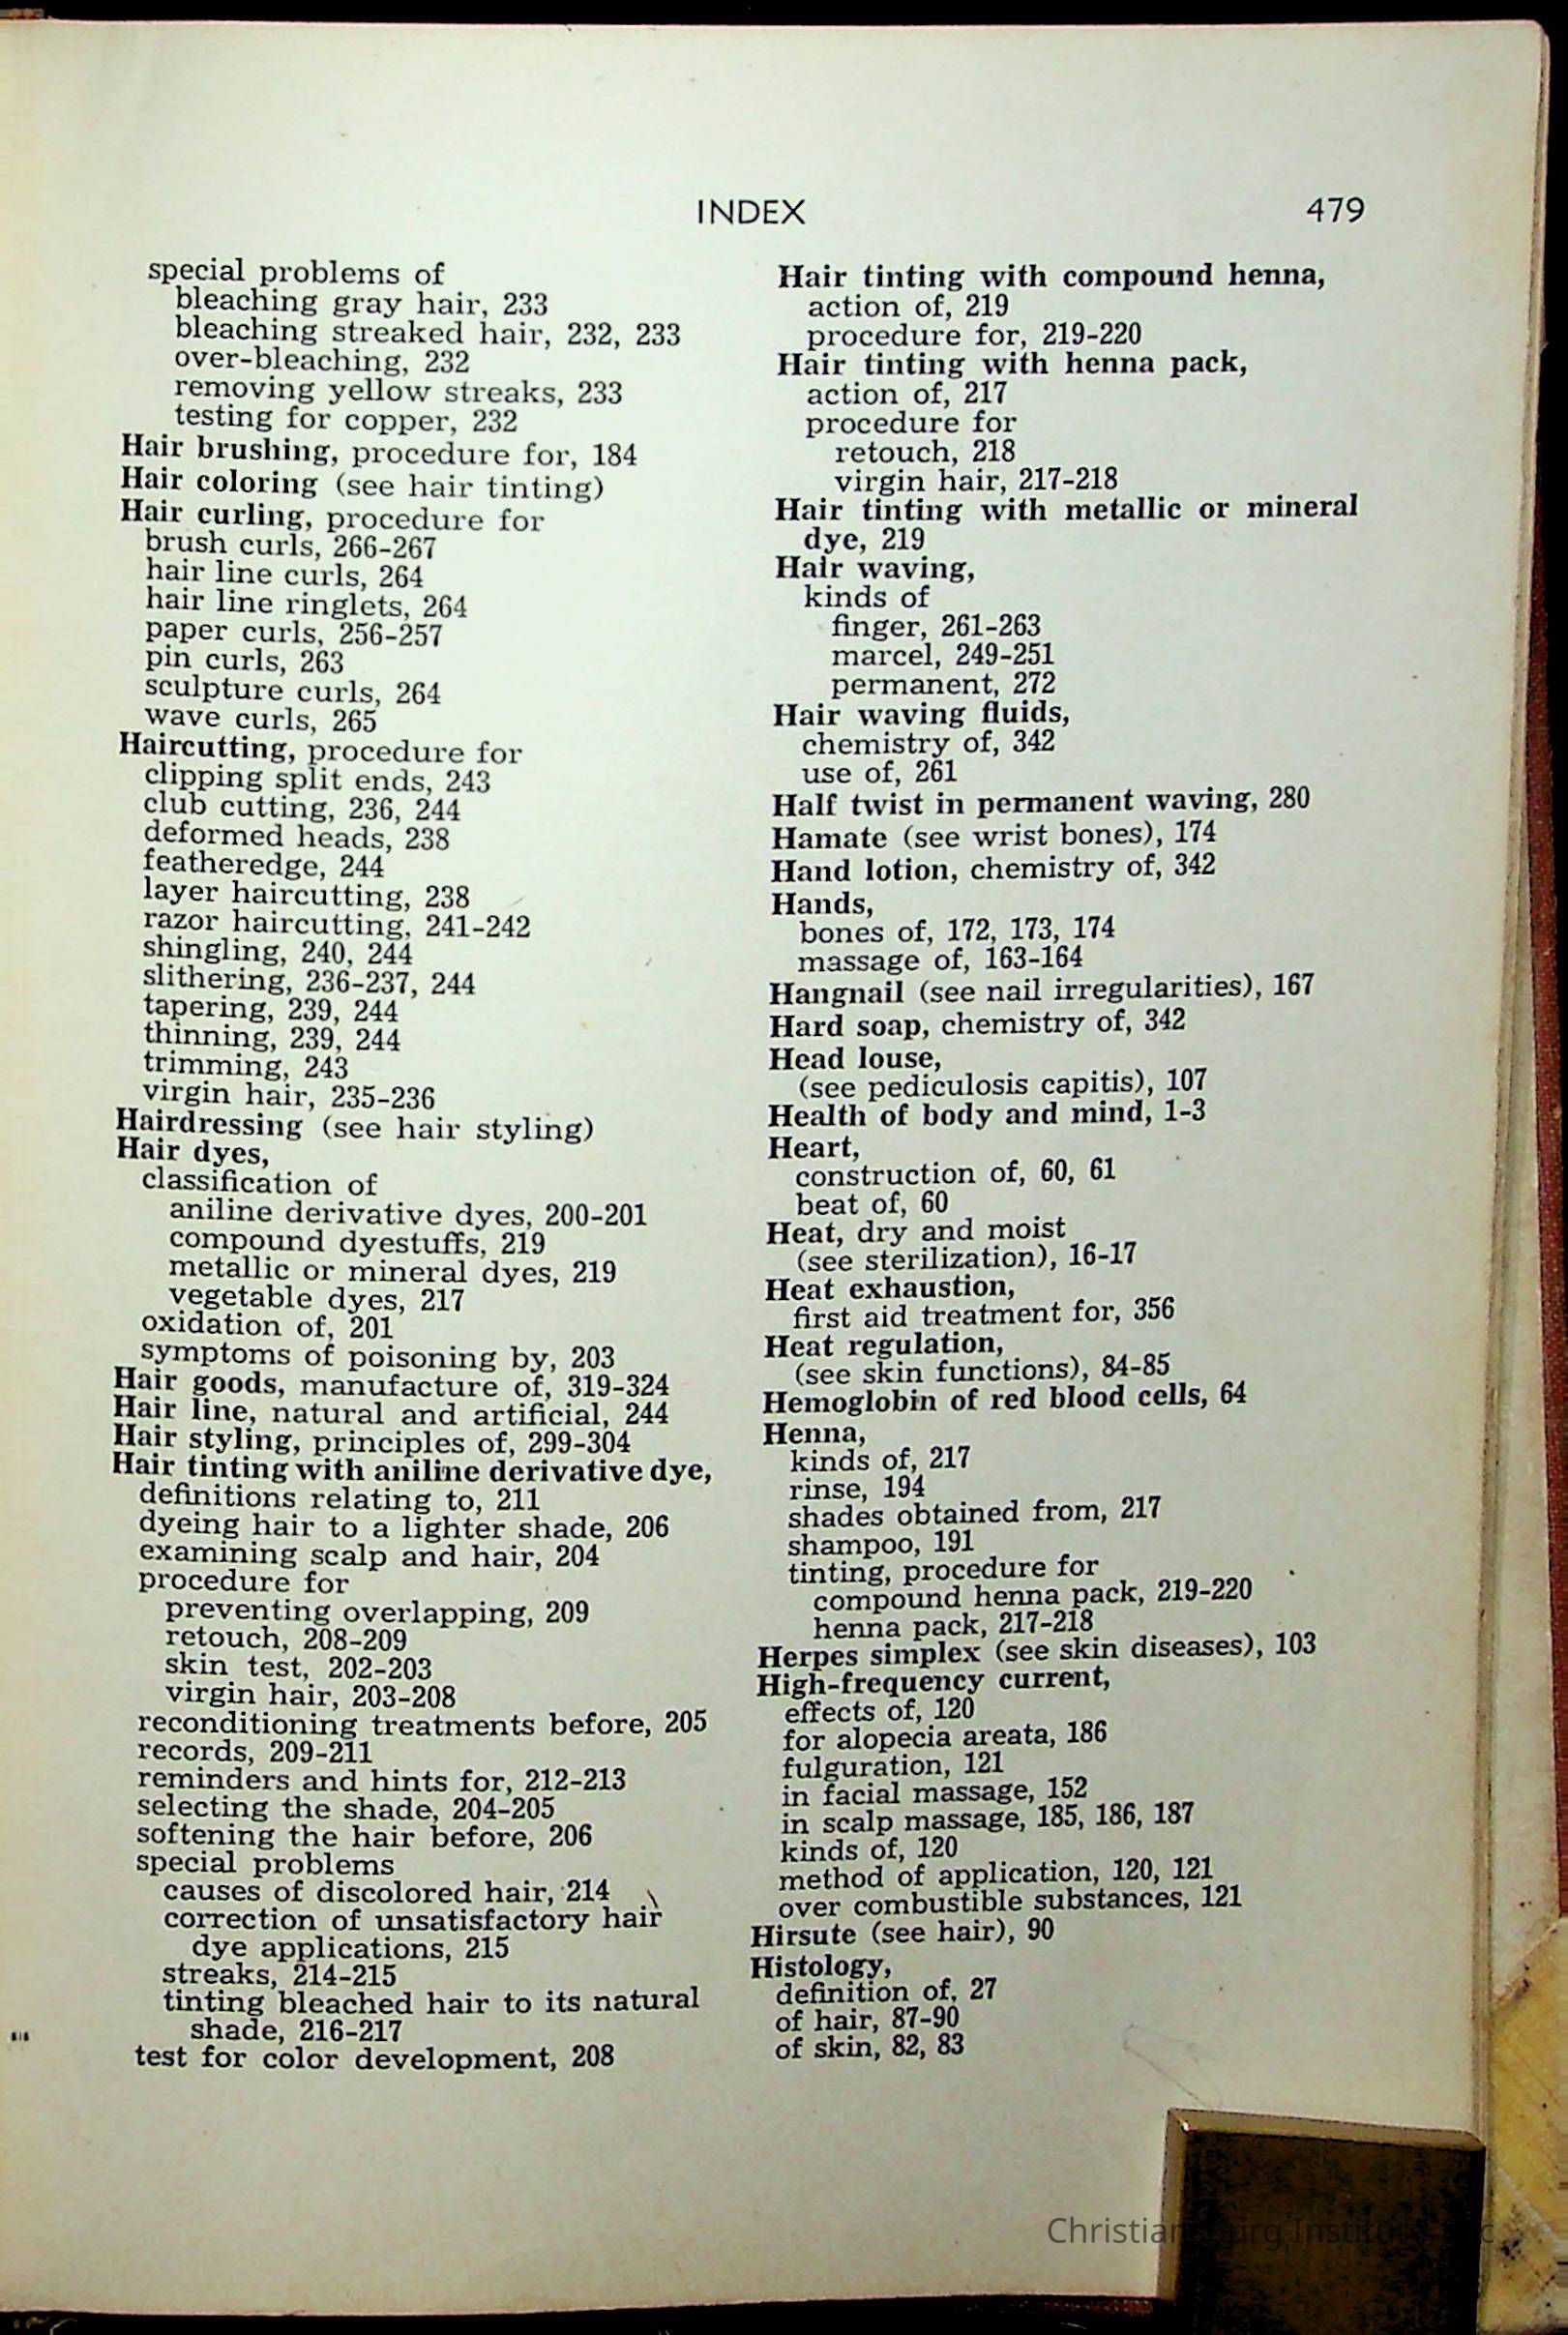 INDEX
479
special problems of
bleaching gray hair, 233
bleaching streaked hair, 232, 233
over-bleaching, 232
removing yellow streaks, 233
testing for copper, 232
Hair brushing, procedure for, 184
Hair coloring (see hair tinting)
Hair curling, procedure for
brush curls, 266-267
hair line curls, 264
hair line ringlets, 264
paper curls, 256-257
pin curls, 263
sculpture curls, 264
wave curls, 265
Haircutting, procedure for
clipping split ends, 243
club cutting, 236, 244
deformed heads, 238
featheredge, 244
layer haircutting, 238
razor haircutting, 241-242
shingling, 240, 244
slithering, 236-237, 244
tapering, 239, 244
thinning, 239, 244
trimming, 243
virgin hair, 235-236
Hairdressing (see hair styling)
Hair dyes,
classification of
aniline derivative dyes, 200-201
compound dyestuffs, 219
metallic or mineral dyes, 219
vegetable dyes, 217
oxidation of, 201
symptoms of poisoning by, 203
Hair goods, manufacture of, 319-324
Hair line, natural and artificial, 244
Hair styling, principles of, 299-304
Hair tinting with aniline derivative dye,
definitions relating to, 211
dyeing hair to a lighter shade, 206
examining scalp and hair, 204
procedure for
preventing overlapping, 209
retouch, 208-209
skin test, 202-203
virgin hair, 203-208
reconditioning treatments before, 205
records, 209-211
reminders and hints for, 212-213
selecting the shade, 204-205
softening the hair before, 206
special problems
causes of discolored hair, 214
correction of unsatisfactory hair
dye applications, 215
streaks, 214-215
tinting bleached hair to its natural
shade, 216-217
test for color development, 208
Hair tinting with compound henna,
action of, 219
procedure for, 219-220
Hair tinting with henna pack,
action of, 217
procedure for
retouch, 218
virgin hair, 217-218
Hair tinting with metallic or mineral
dye, 219
Hair waving,
kinds of
finger, 261-263
marcel, 249-251
permanent, 272
Hair waving fluids,
chemistry of, 342
use of, 261
Half twist in permanent waving, 280
Hamate (see wrist bones), 174
Hand lotion, chemistry of, 342
Hands,
bones of, 172, 173, 174
massage of, 163-164
Hangnail (see nail irregularities), 167
Hard soap, chemistry of, 342
Head louse,
(see pediculosis capitis), 107
Health of body and mind, 1-3
Heart,
construction of, 60, 61
beat of, 60
Heat, dry and moist
(see sterilization), 16-17
Heat exhaustion,
first aid treatment for, 356
Heat regulation,
(see skin functions), 84-85
Hemoglobin of red blood cells, 64
Henna,
kinds of, 217
rinse, 194
shades obtained from, 217
shampoo, 191
tinting, procedure for
compound henna pack, 219-220
henna pack, 217-218
Herpes simplex (see skin diseases), 103
High-frequency current,
effects of, 120
for alopecia areata, 186
fulguration, 121
in facial massage, 152
in scalp massage, 185, 186, 187
kinds of, 120
method of application, 120, 121
over combustible substances, 121
Hirsute (see hair), 90
Histology,
definition of, 27
of hair, 87-90
of skin, 82, 83